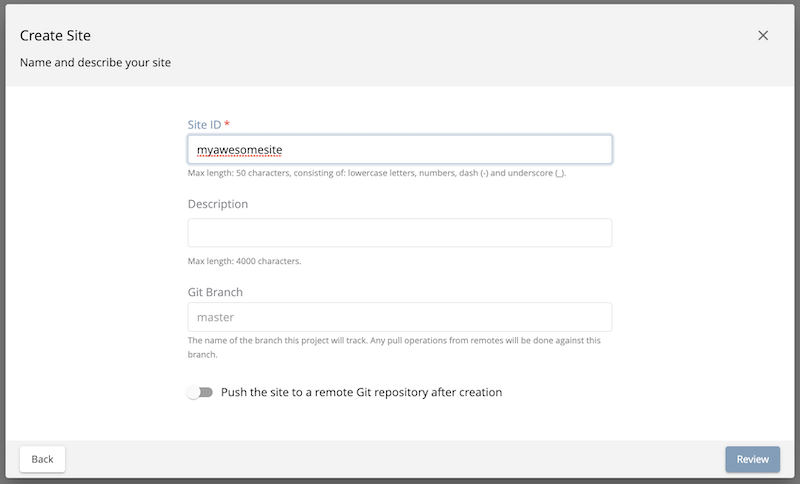 Create Site
Name and describe your site
Site ID *
myawesomesite
Max length: 50 characters, consisting of: lowercase letters, numbers, dash (-) and underscore (_).
Description
Max length: 4000 characters.
Git Branch
master
The name of the branch this project will track. Any pull operations from remotes will be done against this
branch.
Push the site to a remote Git repository after creation
Back
Review